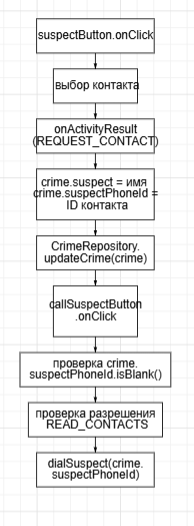 suspectButton.onClick
выбор контакта
onActivityResult
(REQUEST_CONTACT)
crime.suspect = имя
crime.suspectPhoneId =
ID контакта
CrimeRepository.
updateCrime(crime)
callSuspectButton
.onClick
проверка crime.
suspectPhoneId.isBlank()
проверка разрешения
READ_CONTACTS
dialSuspect(crime.
suspectPhoneId)